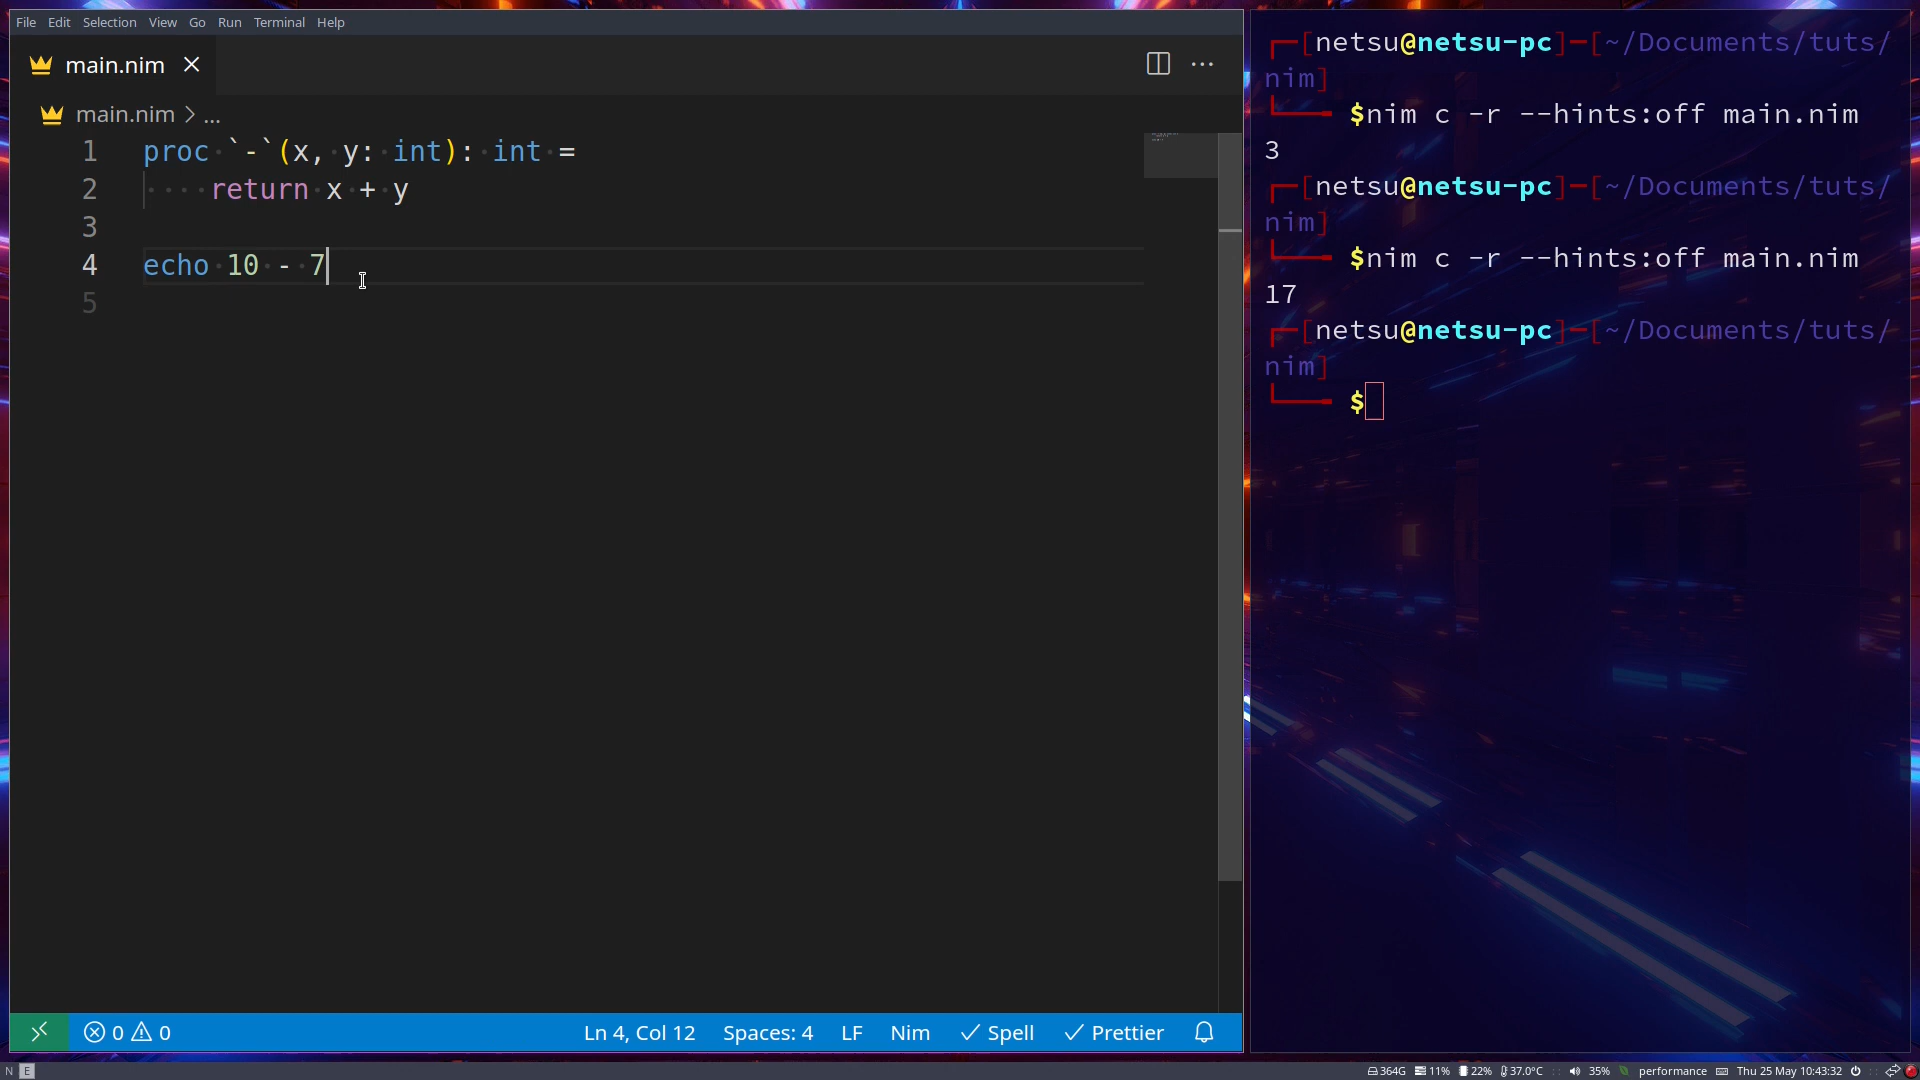 File Edit Selection View Go Run Terminal Help
main.nim
main.nim > ...
1 proc `-`(x, y: int): int =
2     return x + y
3
4 echo 10 - 7
5
0 0 Ln 4, Col 12 Spaces: 4 LF Nim Spell Prettier
[netsu@netsu-pc]-[~/Documents/tuts/
nim]
$nim c -r --hints:off main.nim
3
[netsu@netsu-pc]-[~/Documents/tuts/
nim]
$nim c -r --hints:off main.nim
17
[netsu@netsu-pc]-[~/Documents/tuts/
nim]
$
N E 364G 11% 22% 37.0°C 35% performance Thu 25 May 10:43:32